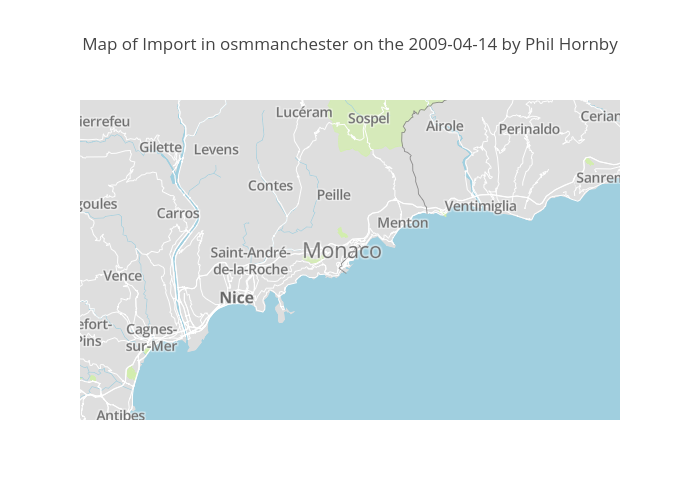 Map of Import in osmmanchester on the 2009-04-14 by Phil Hornby
Lucéram
Sospel
Cerian
ierrefeu
Airole
Perinaldo
Gilette
Levens
Sanrem
Contes
Peille
goules
Carros
Ventimiglia
Menton
Saint-André-
de-la-Roche
Monaco
Vence
Nice
efort-
Pins
Cagnes-
sur-Mer
Antibes